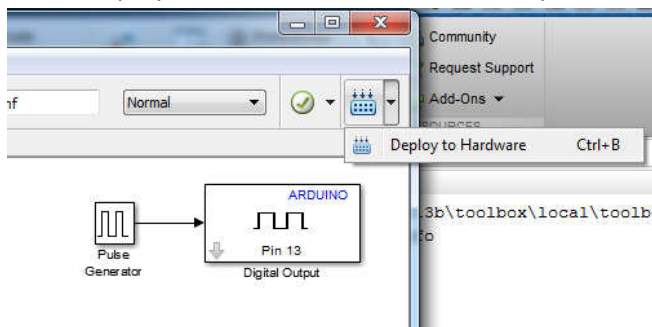 Community
Request Support
Add-Ons
nf
Normal
Deploy to Hardware Ctrl+B
ARDUINO
Pin 13
Pulse
Generator
Digital Output
3b\toolbox\local\toolb
fo